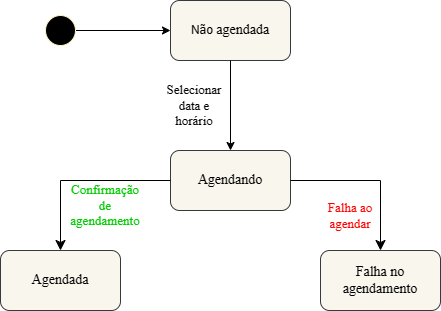 Não agendada
Selecionar
data e
horário
Agendando
Confirmação
de
agendamento
Falha ao
agendar
Agendada
Falha no
agendamento